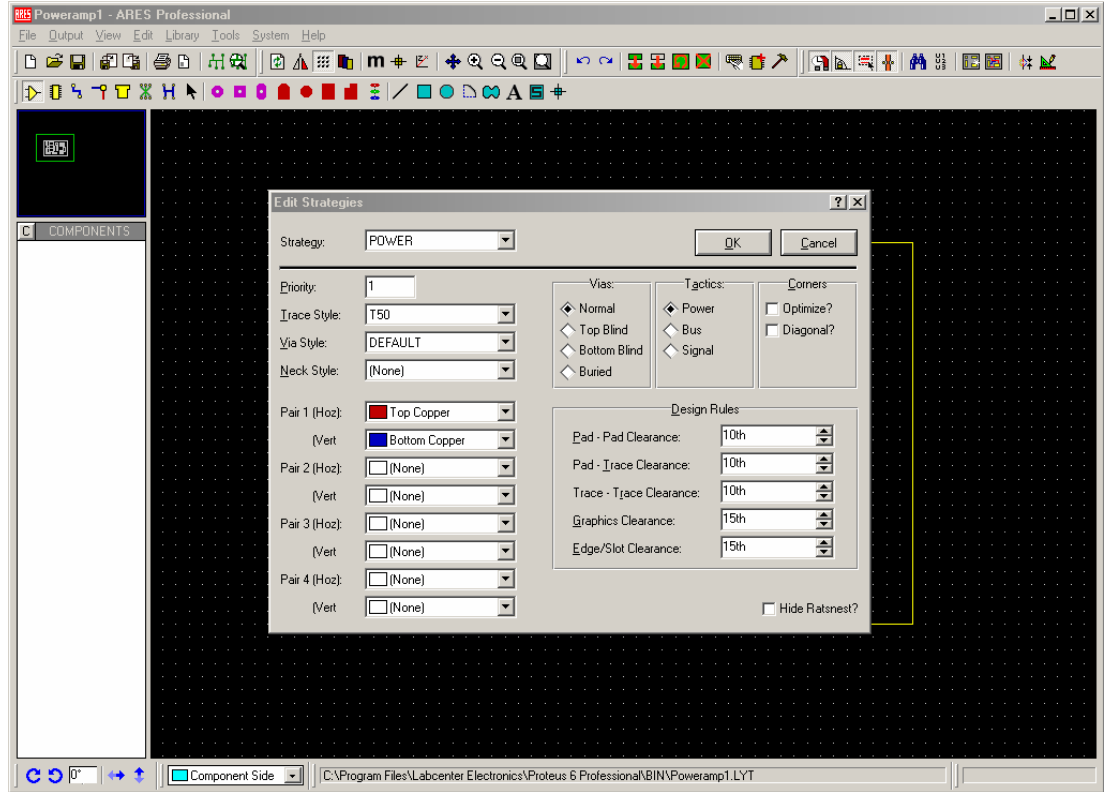 ARES Poweramp1 - ARES Professional
File Output View Edit Library Tools System Help
m
A S
C COMPONENTS
Edit Strategies
Strategy: POWER OK Cancel
Priority: 1
Trace Style: T50
Via Style: DEFAULT
Neck Style: (None)
Vias:
Normal
Top Blind
Bottom Blind
Buried
Tactics:
Power
Bus
Signal
Corners
Optimize?
Diagonal?
Pair 1 (Hoz): Top Copper
(Vert Bottom Copper
Pair 2 (Hoz): (None)
(Vert (None)
Pair 3 (Hoz): (None)
(Vert (None)
Pair 4 (Hoz): (None)
(Vert (None)
Design Rules
Pad - Pad Clearance: 10th
Pad - Trace Clearance: 10th
Trace - Trace Clearance: 10th
Graphics Clearance: 15th
Edge/Slot Clearance: 15th
Hide Ratsnest?
0° Component Side C:\Program Files\Labcenter Electronics\Proteus 6 Professional\BIN\Poweramp1.LYT